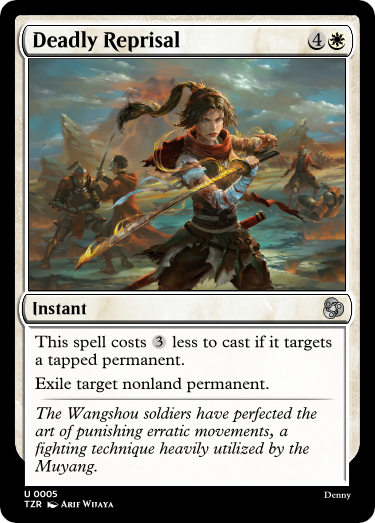 Deadly Reprisal 4
Instant
This spell costs 3 less to cast if it targets
a tapped permanent.
Exile target nonland permanent.
The Wangshou soldiers have perfected the
art of punishing erratic movements, a
fighting technique heavily utilized by the
Muyang.
U 0005
Denny
TZR Arif Wijaya